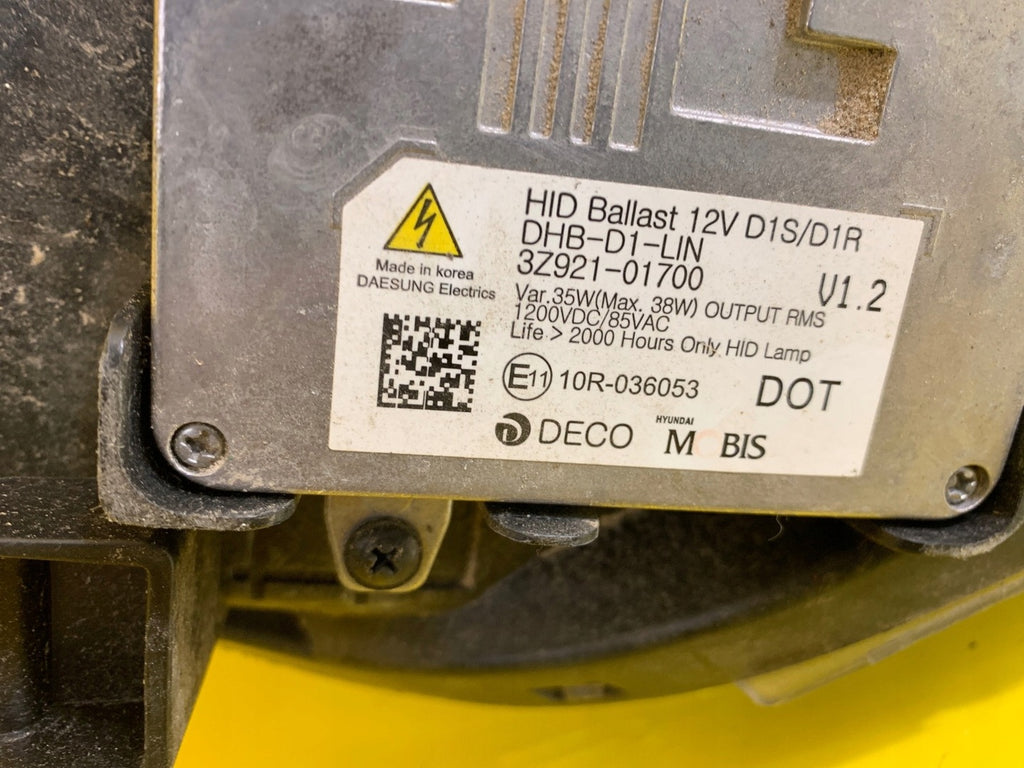 HID Ballast 12V D1S/D1R
DHB-D1-LIN
3Z921-01700
V1.2
Made in korea
DAESUNG Electrics
Var.35W(Max. 38W) OUTPUT RMS
1200VDC/85VAC
Life > 2000 Hours Only HID Lamp
E11 10R-036053
DOT
DECO
HYUNDAI
MOBIS